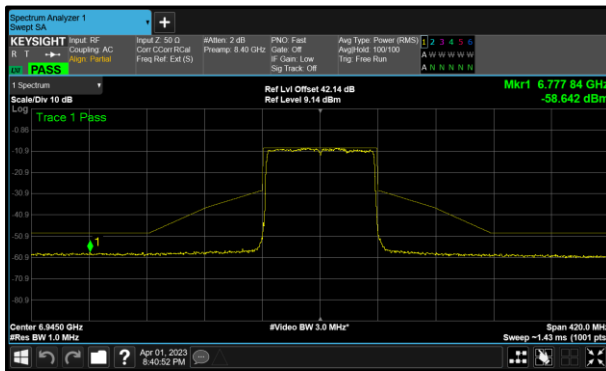 Spectrum Analyzer 1
Swept SA
+
KEYSIGHT
R T
PASS
Input: RF
Coupling: AC
Align: Partial
Input Z: 50 Ω
Corr CCorr RCal
Freq Ref: Ext (S)
#Atten: 2 dB
Preamp: 8.40 GHz
PNO: Fast
Gate: Off
IF Gain: Low
Sig Track: Off
Avg Type: Power (RMS)
Avg|Hold: 100/100
Trig: Free Run
1 2 3 4 5 6
A W W W W W
A N N N N N
1 Spectrum
Scale/Div 10 dB
Ref Lvl Offset 42.14 dB
Ref Level 9.14 dBm
Mkr1 6.777 84 GHz
-58.642 dBm
Log
Trace 1 Pass
-0.86
-10.9
-20.9
-30.9
-40.9
-50.9
-60.9
-70.9
-80.9
1
Center 6.9450 GHz
#Res BW 1.0 MHz
#Video BW 3.0 MHz*
Span 420.0 MHz
Sweep ~1.43 ms (1001 pts)
?
Apr 01, 2023
8:40:52 PM